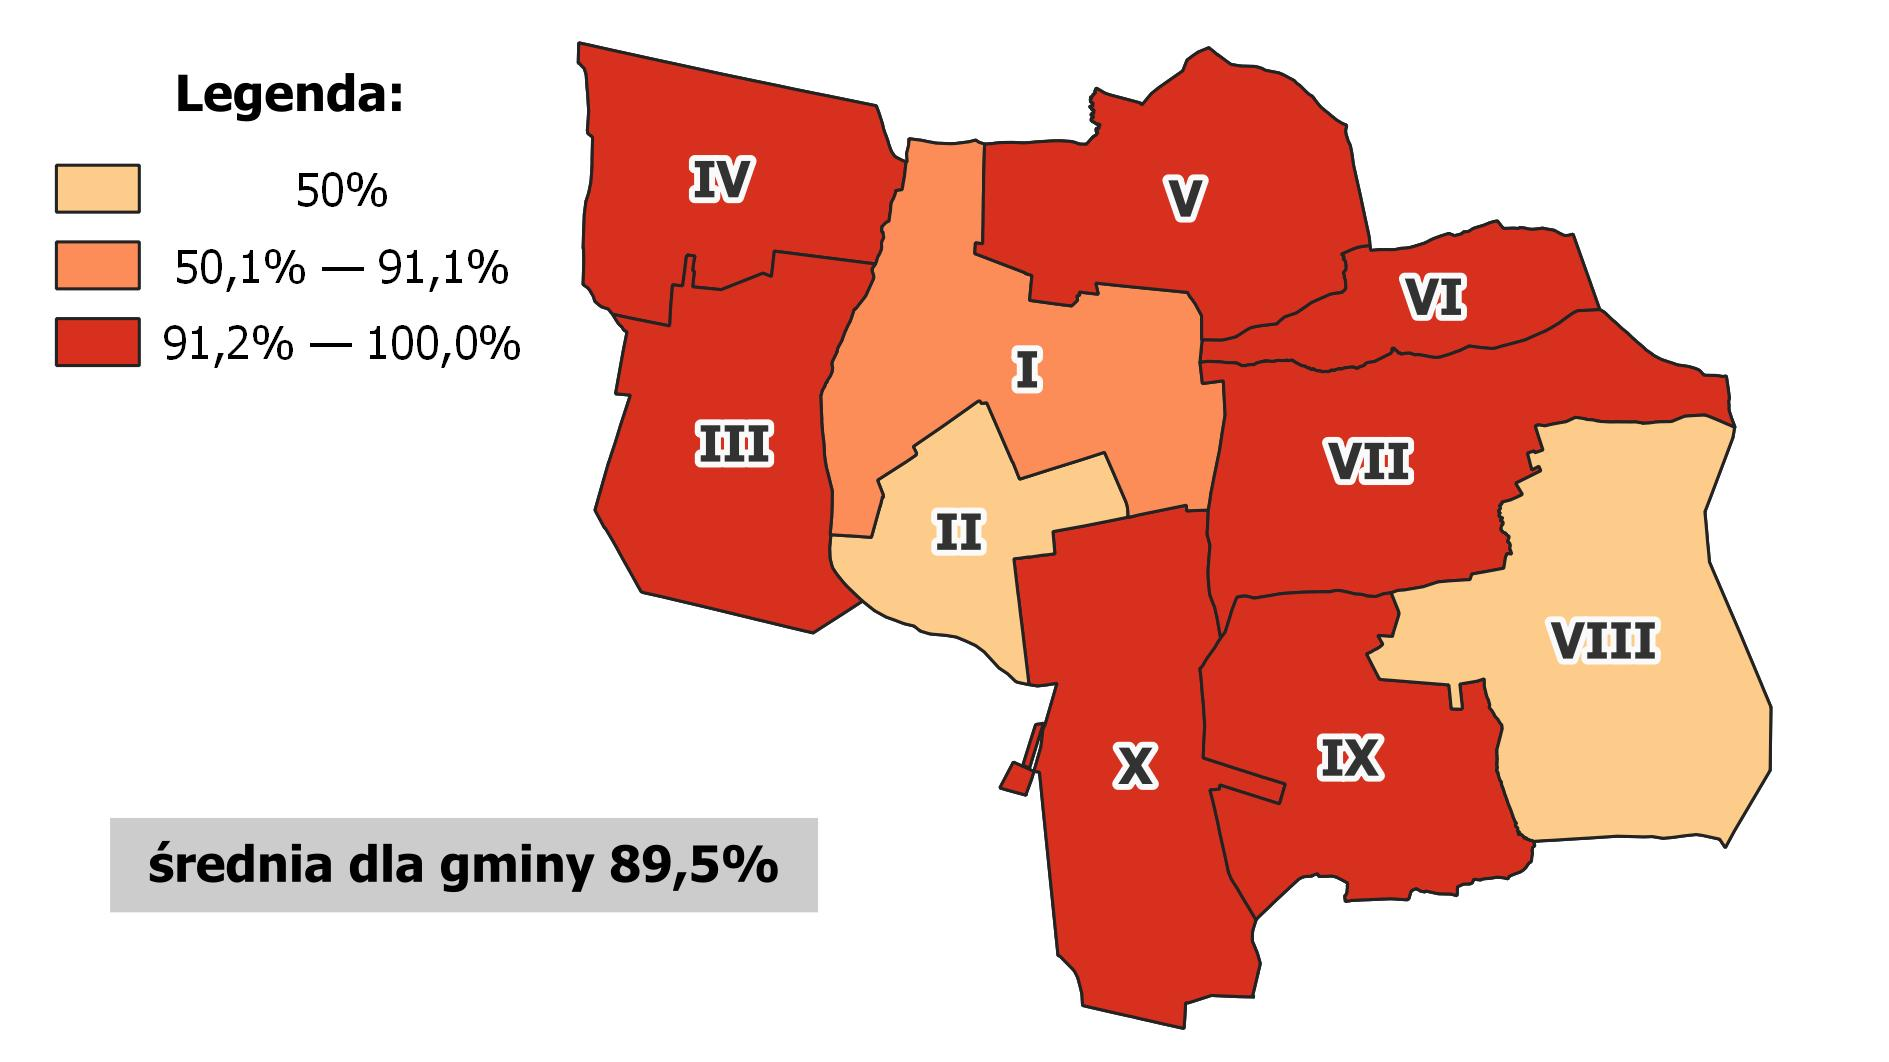 Legenda:
50%
50,1% — 91,1%
91,2% — 100,0%
IV
V
VI
I
III
VII
II
VIII
IX
X
średnia dla gminy 89,5%